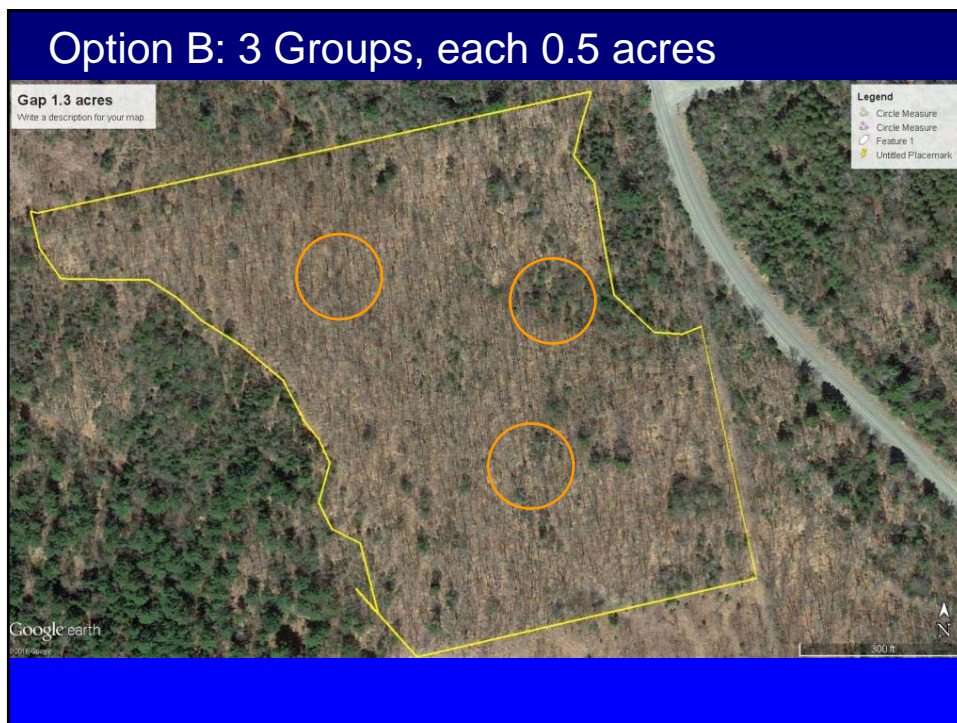 Option B: 3 Groups, each 0.5 acres
Gap 1.3 acres
Write a description for your map.
Legend
Circle Measure
Circle Measure
Feature 1
Untitled Placemark
Google earth
N
300 ft